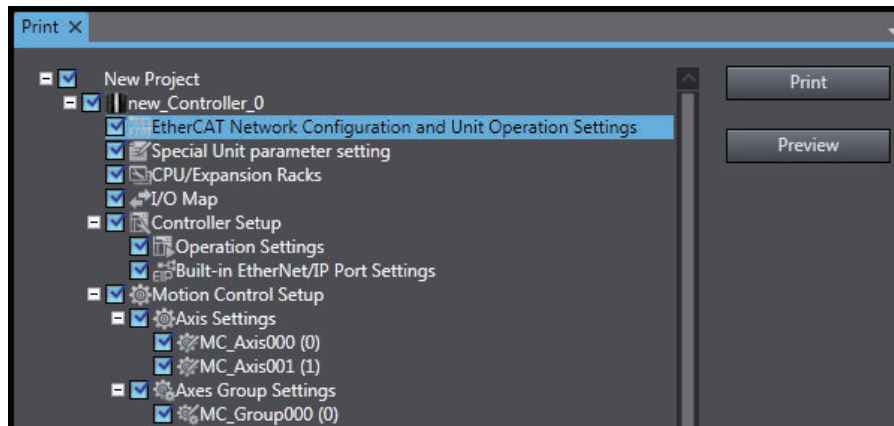 Print
New Project
Print
new_Controller_0
EtherCAT Network Configuration and Unit Operation Settings
Preview
Special Unit parameter setting
CPU/Expansion Racks
I/O Map
Controller Setup
Operation Settings
Built-in EtherNet/IP Port Settings
Motion Control Setup
Axis Settings
MC_Axis000 (0)
MC_Axis001 (1)
Axes Group Settings
MC_Group000 (0)